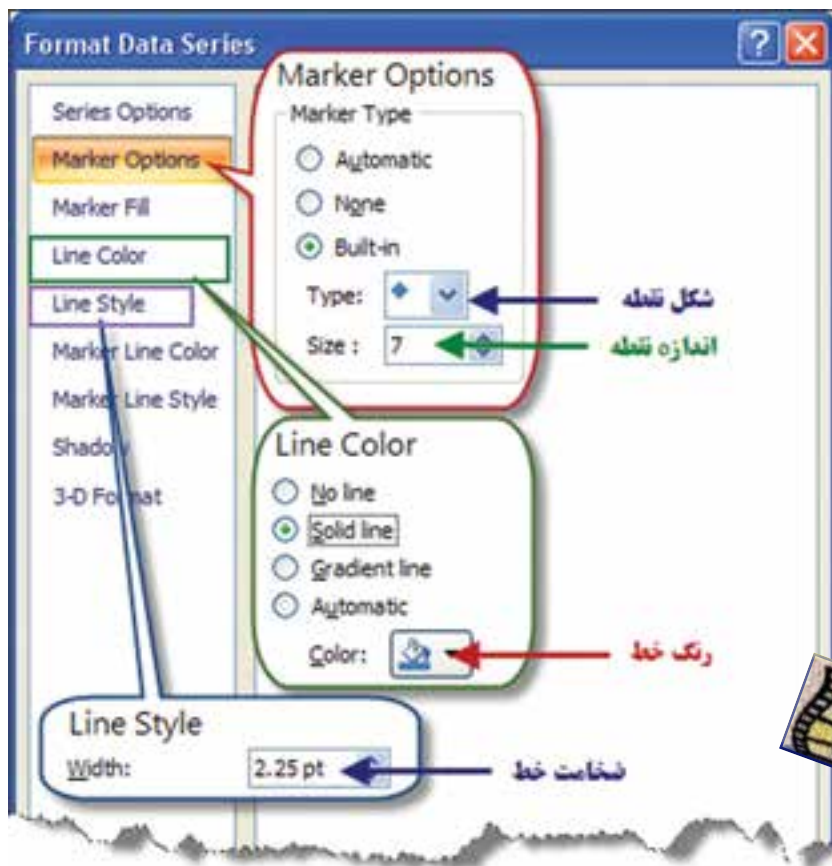 Format Data Series
Series Options
Marker Options
Marker Fill
Line Color
Line Style
Marker Line Color
Marker Line Style
Shadow
3-D Format
Marker Options
Marker Type
Automatic
None
Built-in
Type:
شکل نقطه
Size : 7
اندازه نقطه
Line Color
No line
Solid line
Gradient line
Automatic
Color:
رنگ خط
Line Style
Width: 2.25 pt
ضخامت خط